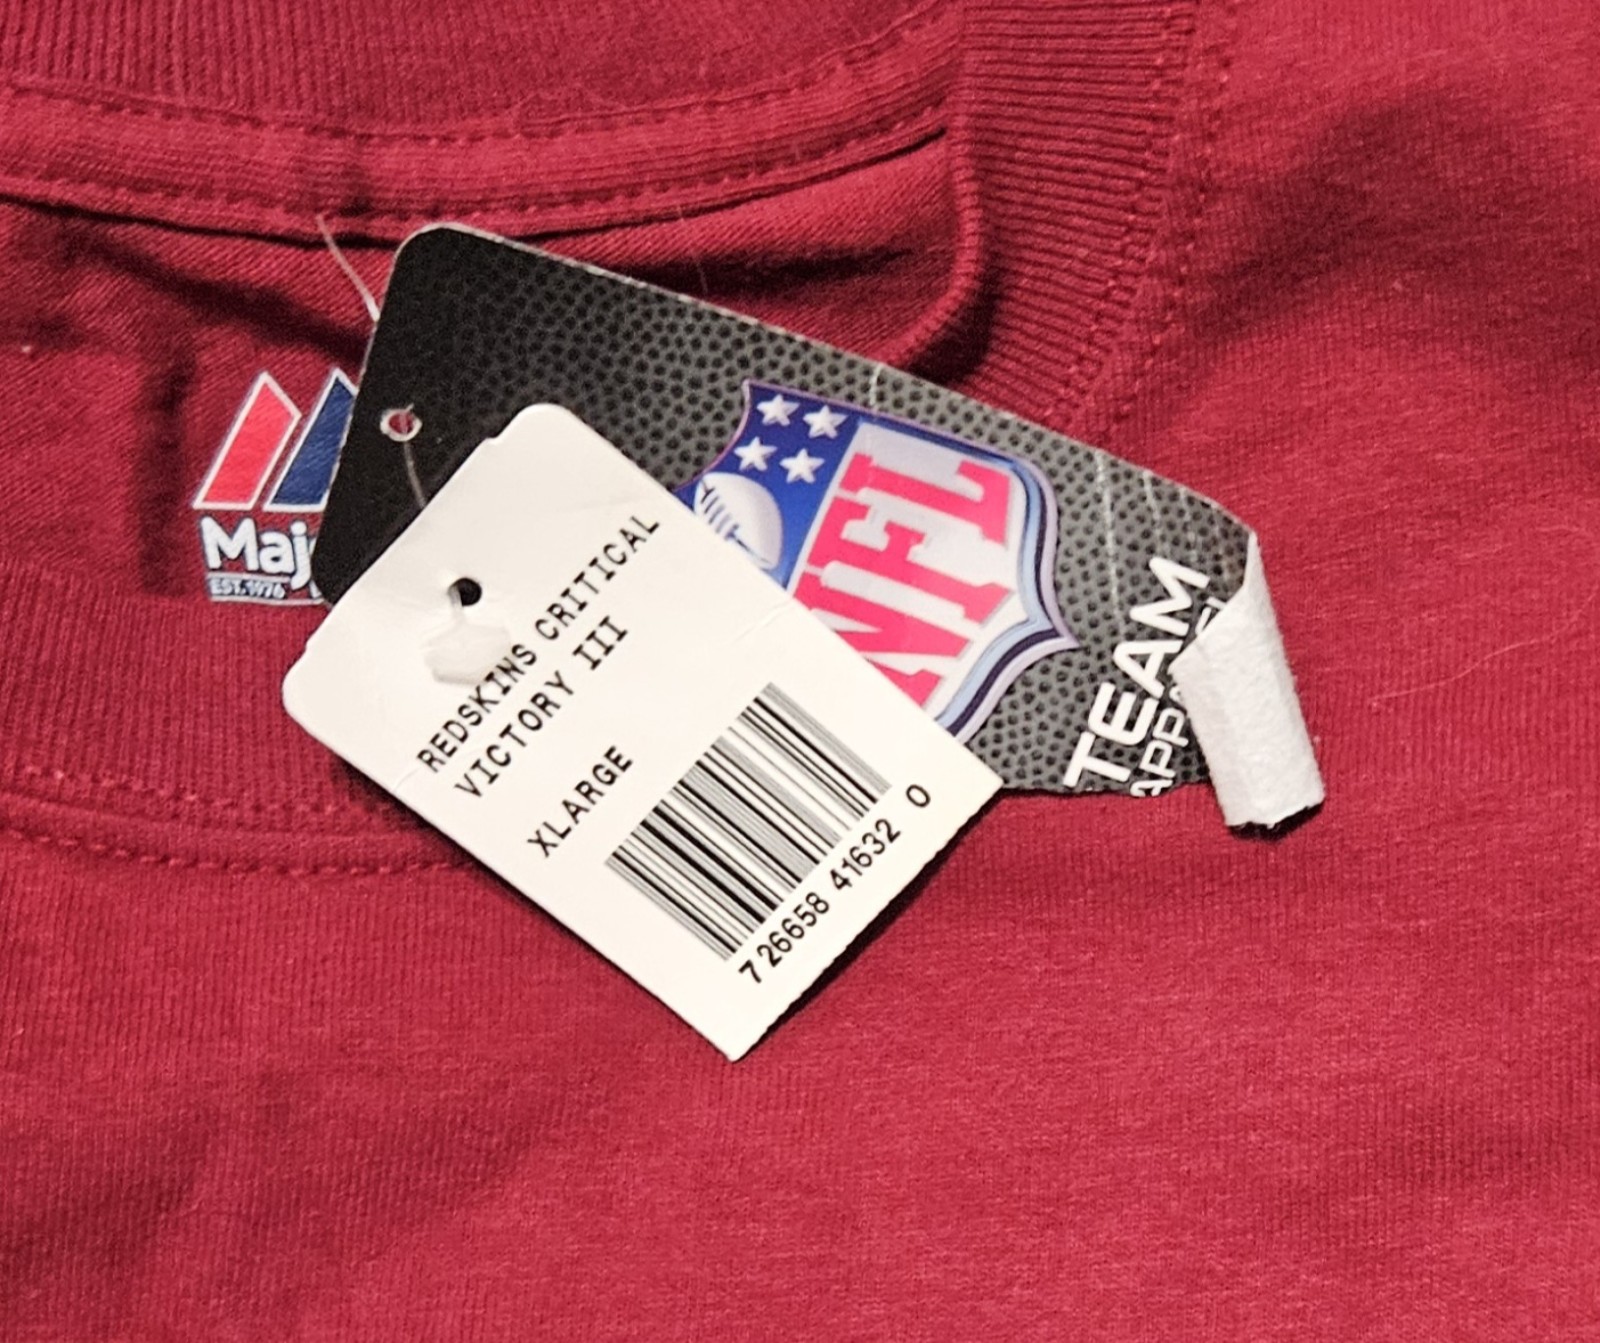 Maj
EST. 1976
NFL
TEAM
REDSKINS CRITICAL
VICTORY III
XLARGE
7 26658 41632 0